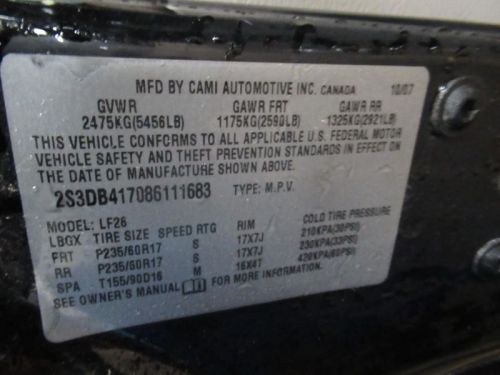 MFD BY CAMI AUTOMOTIVE INC. CANADA 10/07
GVWR GAWR FRT GAWR RR
2475KG(5456LB) 1175KG(2590LB) 1325KG(2921LB)
THIS VEHICLE CONFORMS TO ALL APPLICABLE U.S. FEDERAL MOTOR
VEHICLE SAFETY AND THEFT PREVENTION STANDARDS IN EFFECT ON
THE DATE OF MANUFACTURE SHOWN ABOVE.
2S3DB417086111683 TYPE: M.P.V.
MODEL: LF26
LBGX TIRE SIZE SPEED RTG RIM COLD TIRE PRESSURE
FRT P235/60R17 S 17X7J 210KPA(30PSI)
RR P235/60R17 S 17X7J 230KPA(33PSI)
SPA T155/90D16 M 16X4T 420KPA(60PSI)
SEE OWNER'S MANUAL FOR MORE INFORMATION.